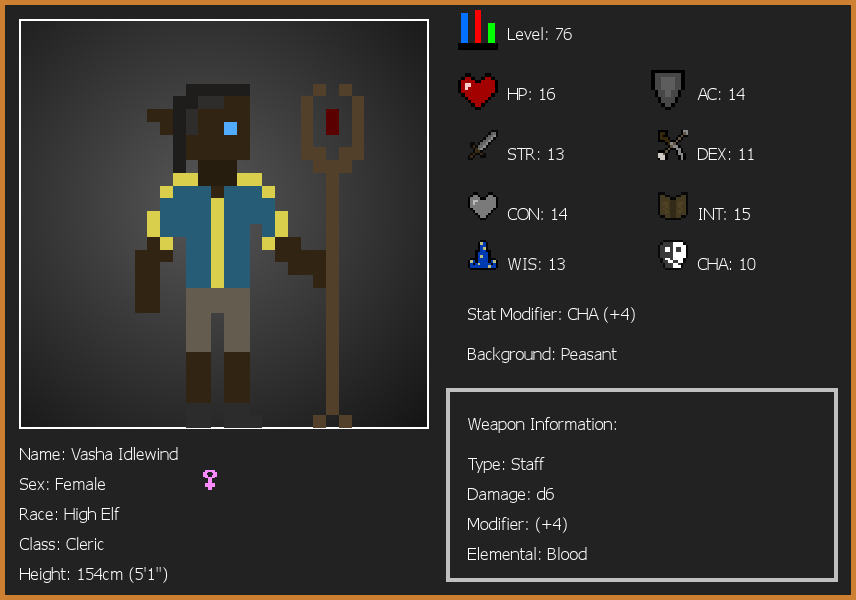 Level: 76
HP: 16
AC: 14
STR: 13
DEX: 11
CON: 14
INT: 15
WIS: 13
CHA: 10
Stat Modifier: CHA (+4)
Background: Peasant
Weapon Information:
Type: Staff
Damage: d6
Modifier: (+4)
Elemental: Blood
Name: Vasha Idlewind
Sex: Female
Race: High Elf
Class: Cleric
Height: 154cm (5'1")